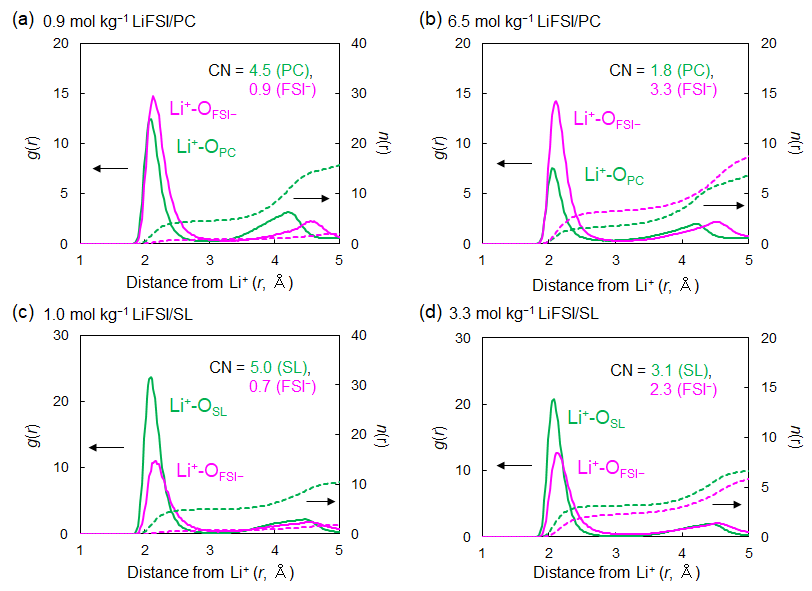 (a) 0.9 mol kg⁻¹ LiFSI/PC
20
15
10
5
0
g(r)
40
30
20
10
0
n(r)
CN = 4.5 (PC),
0.9 (FSI⁻)
Li⁺-O_FSI⁻
Li⁺-O_PC
1 2 3 4 5
Distance from Li⁺ (r, Å)
(b) 6.5 mol kg⁻¹ LiFSI/PC
20
15
10
5
0
g(r)
20
15
10
5
0
n(r)
CN = 1.8 (PC),
3.3 (FSI⁻)
Li⁺-O_FSI⁻
Li⁺-O_PC
1 2 3 4 5
Distance from Li⁺ (r, Å)
(c) 1.0 mol kg⁻¹ LiFSI/SL
30
20
10
0
g(r)
40
30
20
10
0
n(r)
CN = 5.0 (SL),
0.7 (FSI⁻)
Li⁺-O_SL
Li⁺-O_FSI⁻
1 2 3 4 5
Distance from Li⁺ (r, Å)
(d) 3.3 mol kg⁻¹ LiFSI/SL
30
20
10
0
g(r)
20
15
10
5
0
n(r)
CN = 3.1 (SL),
2.3 (FSI⁻)
Li⁺-O_SL
Li⁺-O_FSI⁻
1 2 3 4 5
Distance from Li⁺ (r, Å)